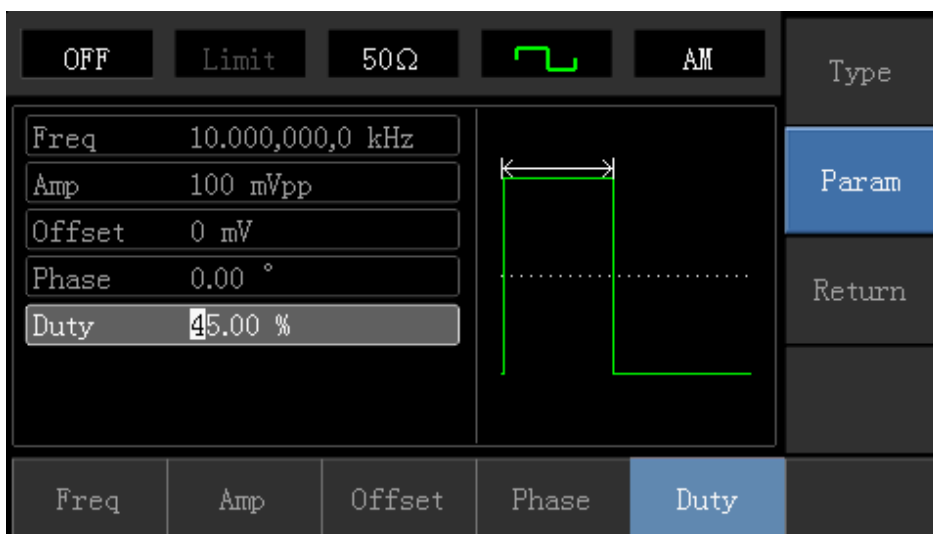 OFF Limit 50Ω AM Type
Freq 10.000,000,0 kHz
Amp 100 mVpp
Param
Offset 0 mV
Phase 0.00 °
Return
Duty 45.00 %
Freq Amp Offset Phase Duty